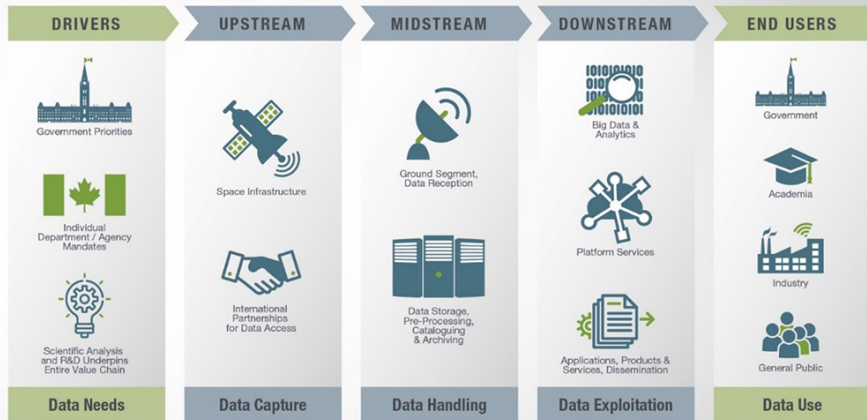 DRIVERS
Government Priorities
Individual
Department / Agency
Mandates
Scientific Analysis
and R&D Underpins
Entire Value Chain
Data Needs
UPSTREAM
Space Infrastructure
International
Partnerships
for Data Access
Data Capture
MIDSTREAM
Ground Segment,
Data Reception
Data Storage,
Pre-Processing,
Cataloguing
& Archiving
Data Handling
DOWNSTREAM
Big Data &
Analytics
Platform Services
Applications, Products &
Services, Dissemination
Data Exploitation
END USERS
Government
Academia
Industry
General Public
Data Use